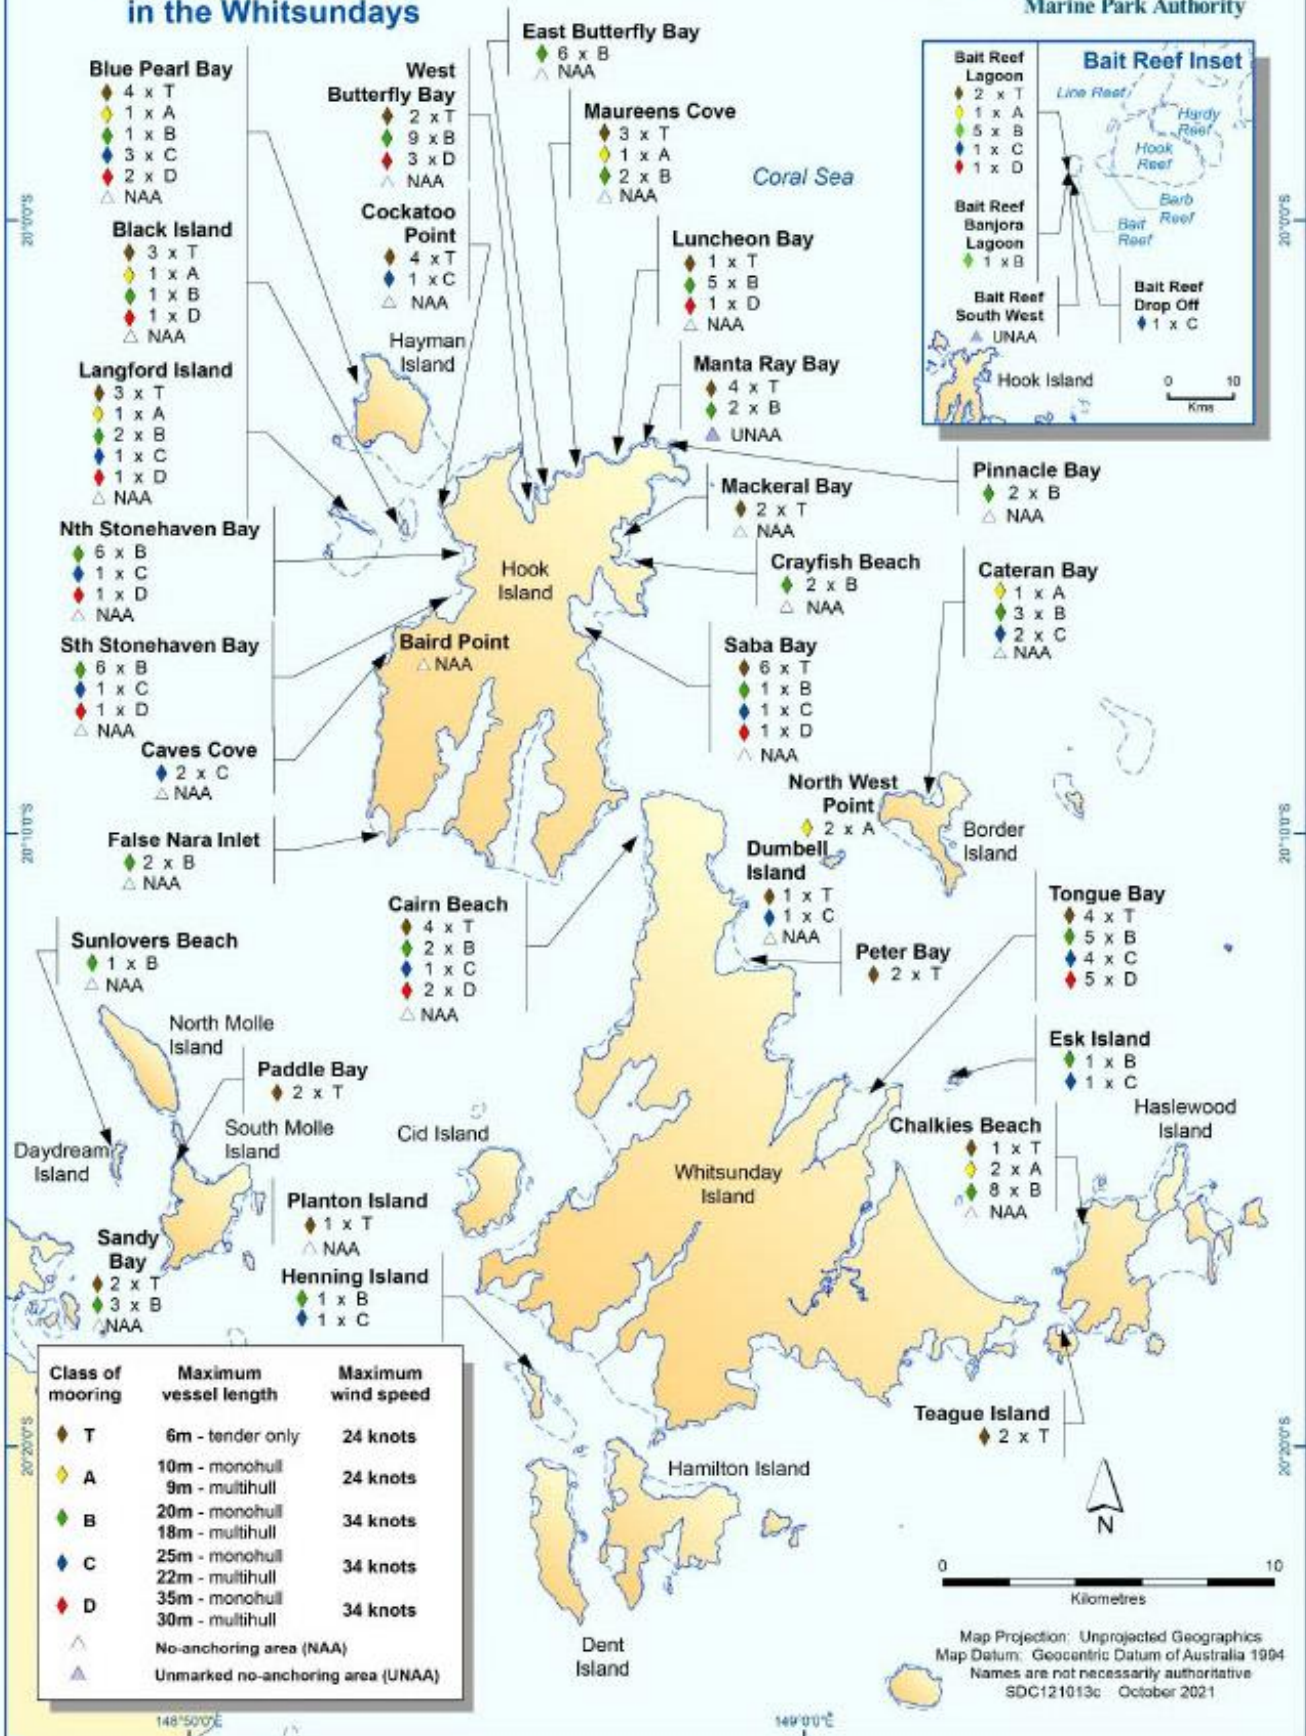 in the Whitsundays
Marine Park Authority
East Butterfly Bay
6 x B
NAA
Blue Pearl Bay
4 x T
1 x A
1 x B
3 x C
2 x D
NAA
West
Butterfly Bay
2 x T
9 x B
3 x D
NAA
Maureens Cove
3 x T
1 x A
2 x B
NAA
Coral Sea
Bait Reef Inset
Bait Reef
Lagoon
2 x T
1 x A
5 x B
1 x C
1 x D
Line Reef
Hardy
Reef
Hook
Reef
Barb
Reef
Bait
Reef
Bait Reef
Banjora
Lagoon
1 x B
Bait Reef
South West
UNAA
Bait Reef
Drop Off
1 x C
Hook Island
0 10
Kms
20°0'0"S
20°0'0"S
Black Island
3 x T
1 x A
1 x B
1 x D
NAA
Cockatoo
Point
4 x T
1 x C
NAA
Luncheon Bay
1 x T
5 x B
1 x D
NAA
Hayman
Island
Langford Island
3 x T
1 x A
2 x B
1 x C
1 x D
NAA
Manta Ray Bay
4 x T
2 x B
UNAA
Pinnacle Bay
2 x B
NAA
Mackeral Bay
2 x T
NAA
Nth Stonehaven Bay
6 x B
1 x C
1 x D
NAA
Hook
Island
Crayfish Beach
2 x B
NAA
Cateran Bay
1 x A
3 x B
2 x C
NAA
Sth Stonehaven Bay
6 x B
1 x C
1 x D
NAA
Baird Point
NAA
Saba Bay
6 x T
1 x B
1 x C
1 x D
NAA
Caves Cove
2 x C
NAA
North West
Point
2 x A
Border
Island
20°10'0"S
20°10'0"S
False Nara Inlet
2 x B
NAA
Dumbell
Island
1 x T
1 x C
NAA
Cairn Beach
4 x T
2 x B
1 x C
2 x D
NAA
Tongue Bay
4 x T
5 x B
4 x C
5 x D
Sunlovers Beach
1 x B
NAA
Peter Bay
2 x T
North Molle
Island
Esk Island
1 x B
1 x C
Paddle Bay
2 x T
South Molle
Island
Daydream
Island
Cid Island
Chalkies Beach
1 x T
2 x A
8 x B
NAA
Haslewood
Island
Whitsunday
Island
Planton Island
1 x T
NAA
Sandy
Bay
2 x T
3 x B
NAA
Henning Island
1 x B
1 x C
Class of Maximum Maximum
mooring vessel length wind speed
T 6m - tender only 24 knots
10m - monohull
A 24 knots
9m - multihull
20m - monohull
B 34 knots
18m - multihull
25m - monohull
C 34 knots
22m - multihull
35m - monohull
D 34 knots
30m - multihull
No-anchoring area (NAA)
Unmarked no-anchoring area (UNAA)
20°20'0"S
20°20'0"S
Teague Island
2 x T
Hamilton Island
N
0 10
Kilometres
Dent
Island
Map Projection: Unprojected Geographics
Map Datum: Geocentric Datum of Australia 1994
Names are not necessarily authoritative
SDC121013c October 2021
148°50'0"E
149°0'0"E